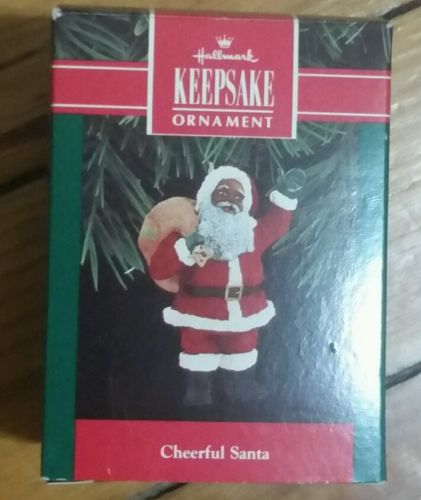 Hallmark
KEEPSAKE
ORNAMENT
Cheerful Santa